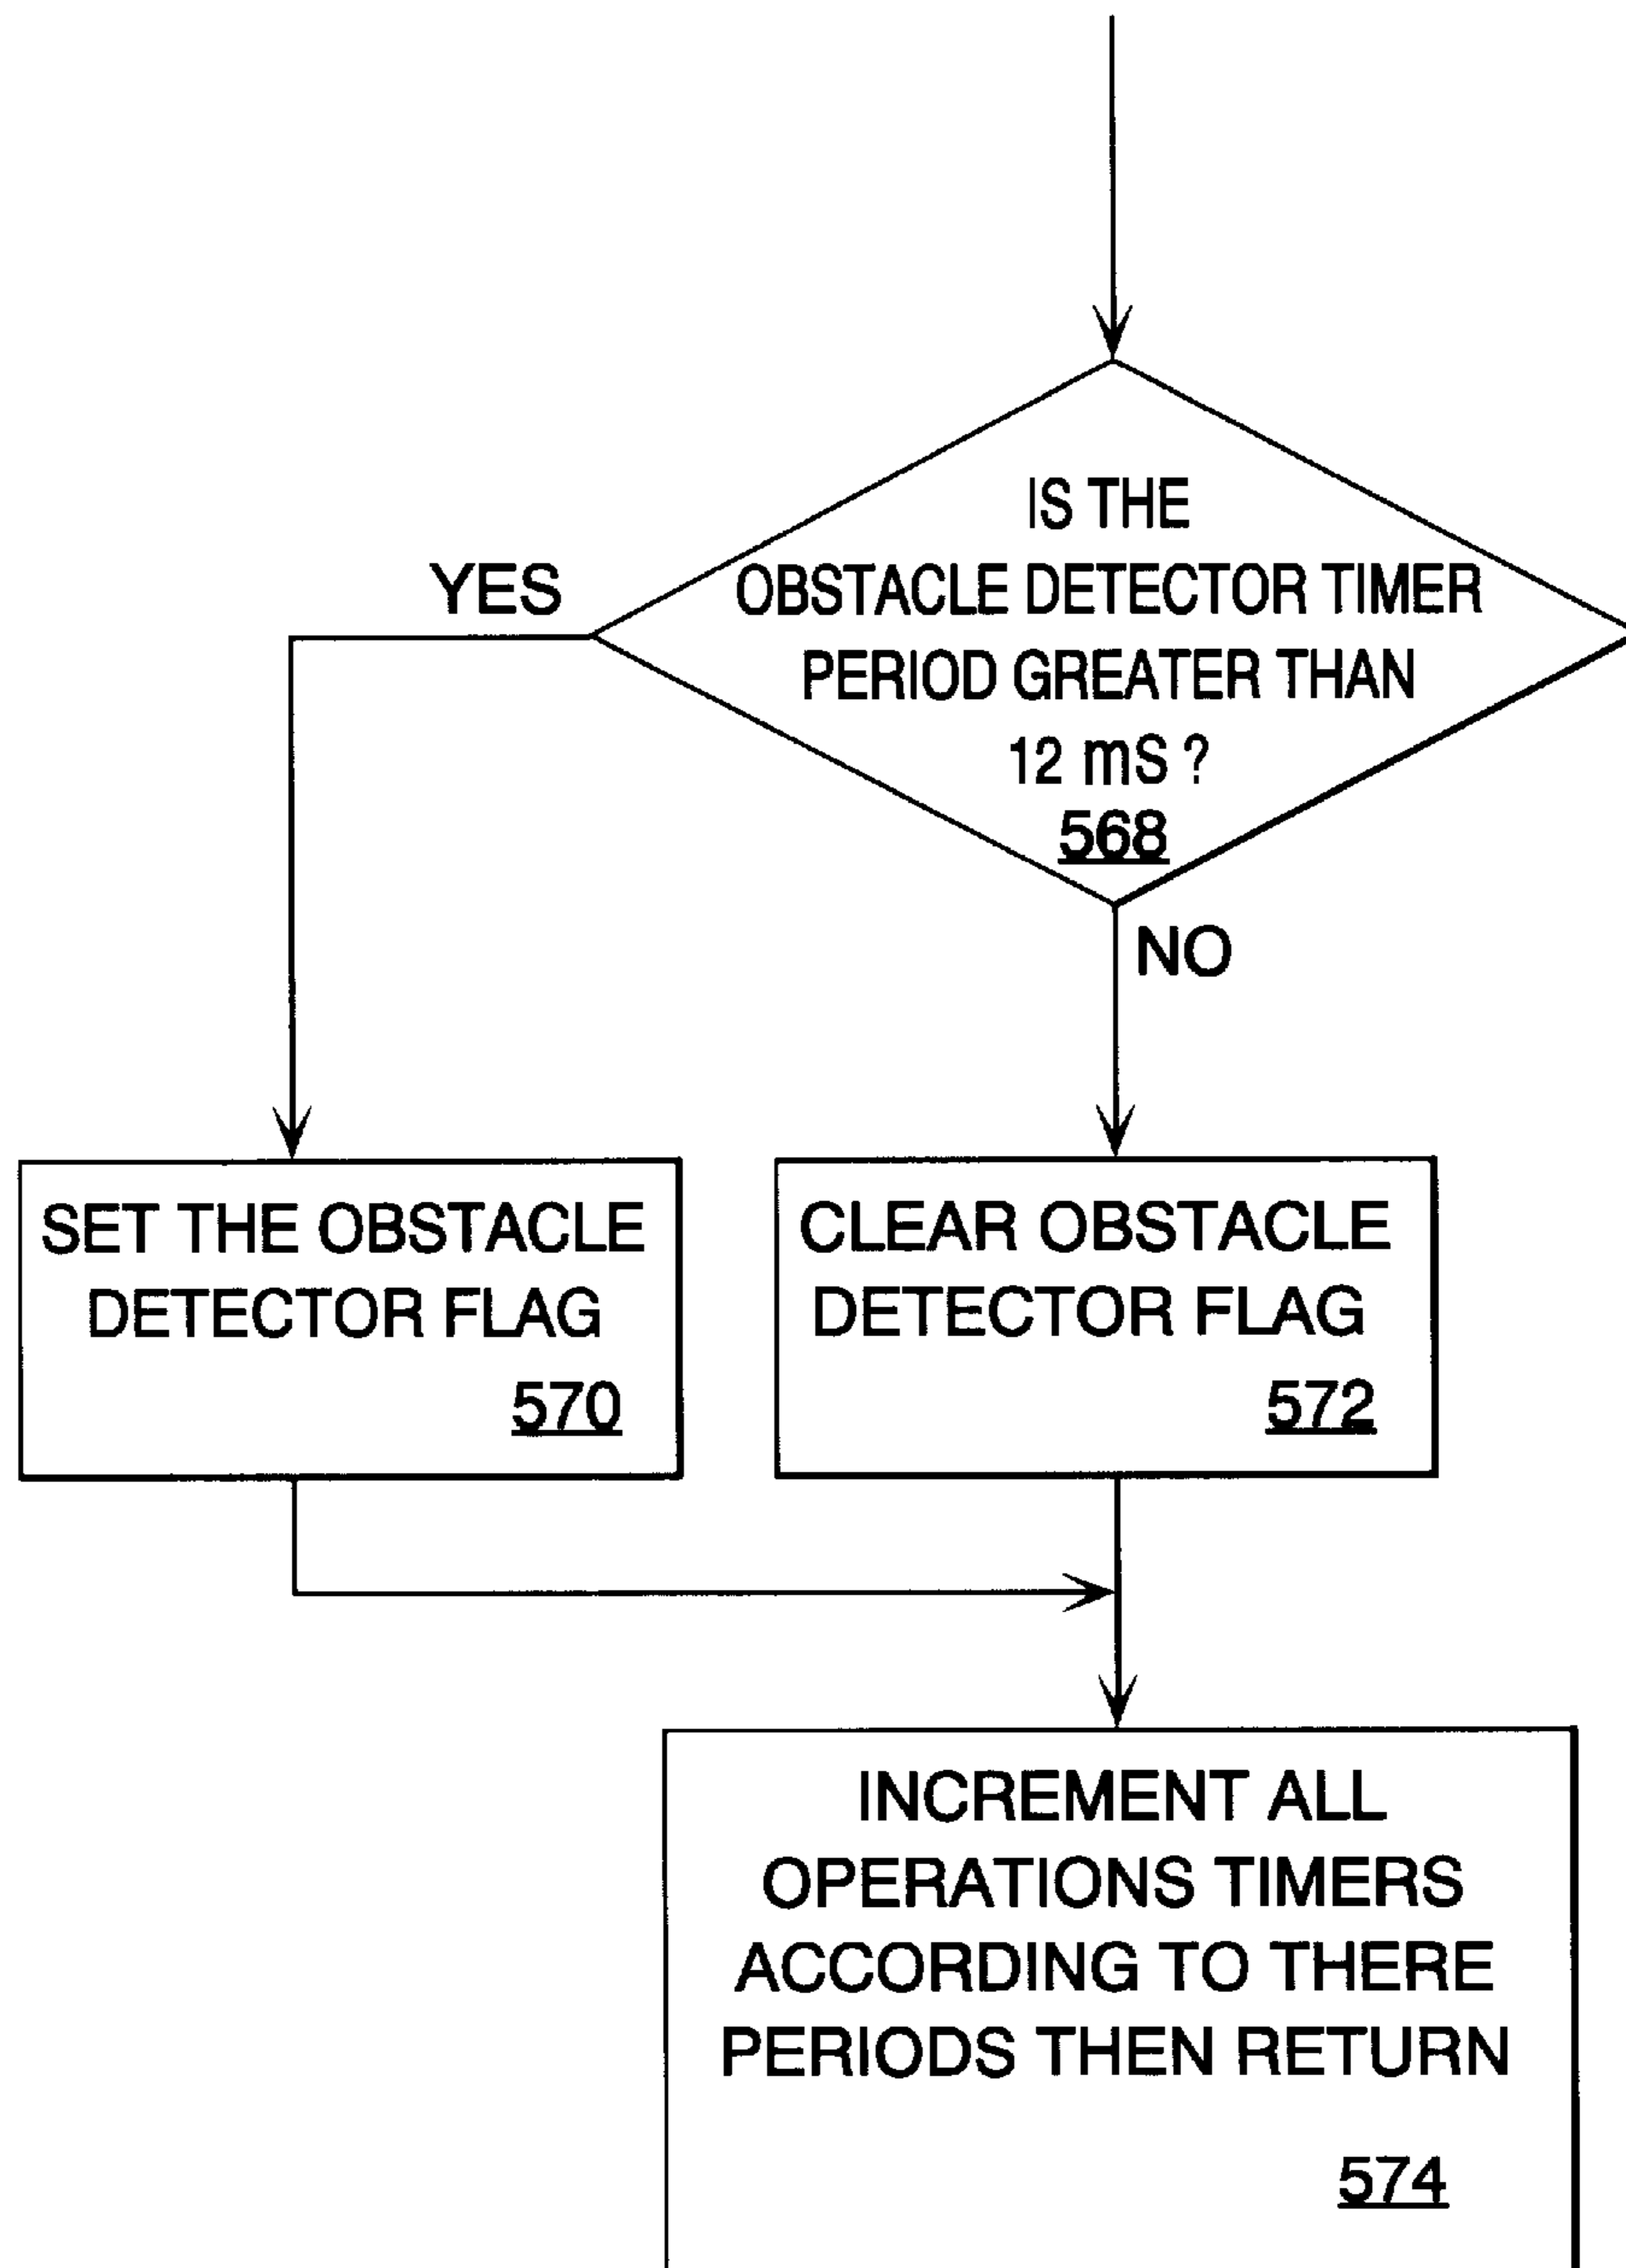 IS THE
OBSTACLE DETECTOR TIMER
PERIOD GREATER THAN
12 mS ?
568
YES
NO
SET THE OBSTACLE
DETECTOR FLAG
570
CLEAR OBSTACLE
DETECTOR FLAG
572
INCREMENT ALL
OPERATIONS TIMERS
ACCORDING TO THERE
PERIODS THEN RETURN
574